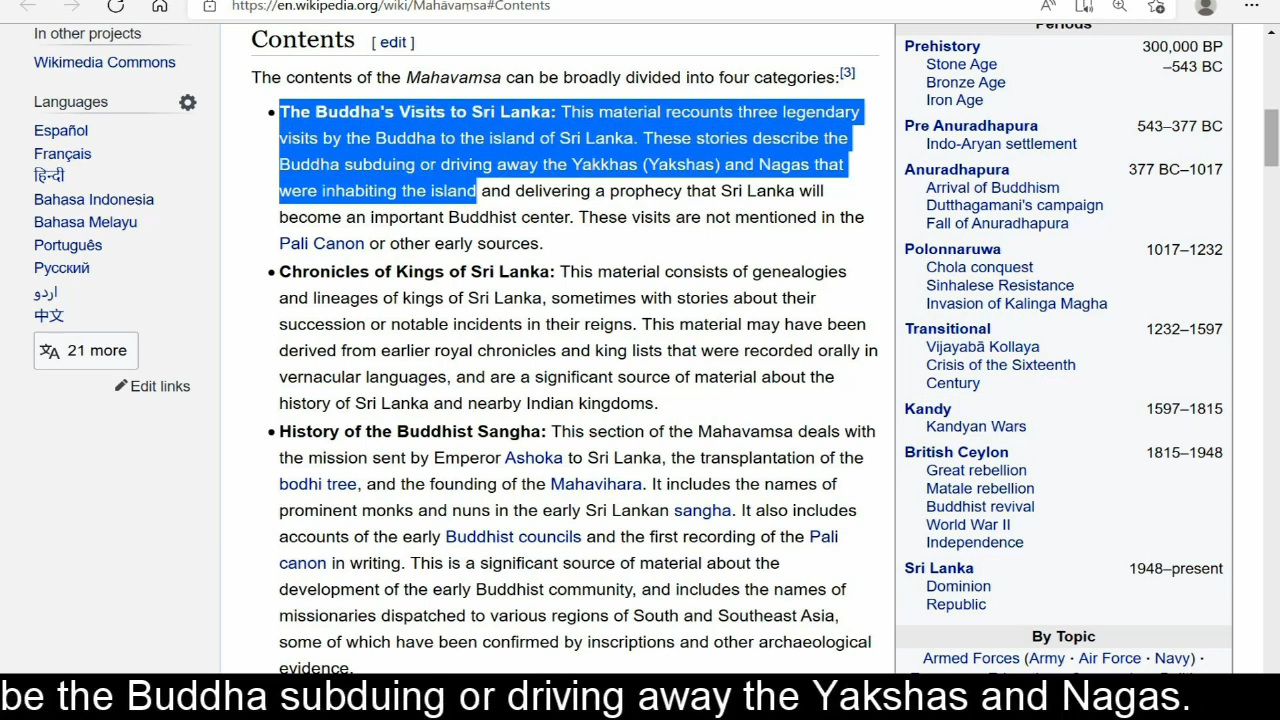 https://en.wikipedia.org/wiki/Mahāvaṃsa#Contents
In other projects
Wikimedia Commons
Languages
Español
Français
हिन्दी
Bahasa Indonesia
Bahasa Melayu
Português
Русский
اردو
中文
21 more
Edit links
Contents [ edit ]
The contents of the Mahavamsa can be broadly divided into four categories:[3]
• The Buddha's Visits to Sri Lanka: This material recounts three legendary
visits by the Buddha to the island of Sri Lanka. These stories describe the
Buddha subduing or driving away the Yakkhas (Yakshas) and Nagas that
were inhabiting the island and delivering a prophecy that Sri Lanka will
become an important Buddhist center. These visits are not mentioned in the
Pali Canon or other early sources.
• Chronicles of Kings of Sri Lanka: This material consists of genealogies
and lineages of kings of Sri Lanka, sometimes with stories about their
succession or notable incidents in their reigns. This material may have been
derived from earlier royal chronicles and king lists that were recorded orally in
vernacular languages, and are a significant source of material about the
history of Sri Lanka and nearby Indian kingdoms.
• History of the Buddhist Sangha: This section of the Mahavamsa deals with
the mission sent by Emperor Ashoka to Sri Lanka, the transplantation of the
bodhi tree, and the founding of the Mahavihara. It includes the names of
prominent monks and nuns in the early Sri Lankan sangha. It also includes
accounts of the early Buddhist councils and the first recording of the Pali
canon in writing. This is a significant source of material about the
development of the early Buddhist community, and includes the names of
missionaries dispatched to various regions of South and Southeast Asia,
some of which have been confirmed by inscriptions and other archaeological
evidence.
Periods
Prehistory 300,000 BP
Stone Age –543 BC
Bronze Age
Iron Age
Pre Anuradhapura 543–377 BC
Indo-Aryan settlement
Anuradhapura 377 BC–1017
Arrival of Buddhism
Dutthagamani's campaign
Fall of Anuradhapura
Polonnaruwa 1017–1232
Chola conquest
Sinhalese Resistance
Invasion of Kalinga Magha
Transitional 1232–1597
Vijayabā Kollaya
Crisis of the Sixteenth
Century
Kandy 1597–1815
Kandyan Wars
British Ceylon 1815–1948
Great rebellion
Matale rebellion
Buddhist revival
World War II
Independence
Sri Lanka 1948–present
Dominion
Republic
By Topic
Armed Forces (Army · Air Force · Navy) ·
be the Buddha subduing or driving away the Yakshas and Nagas.